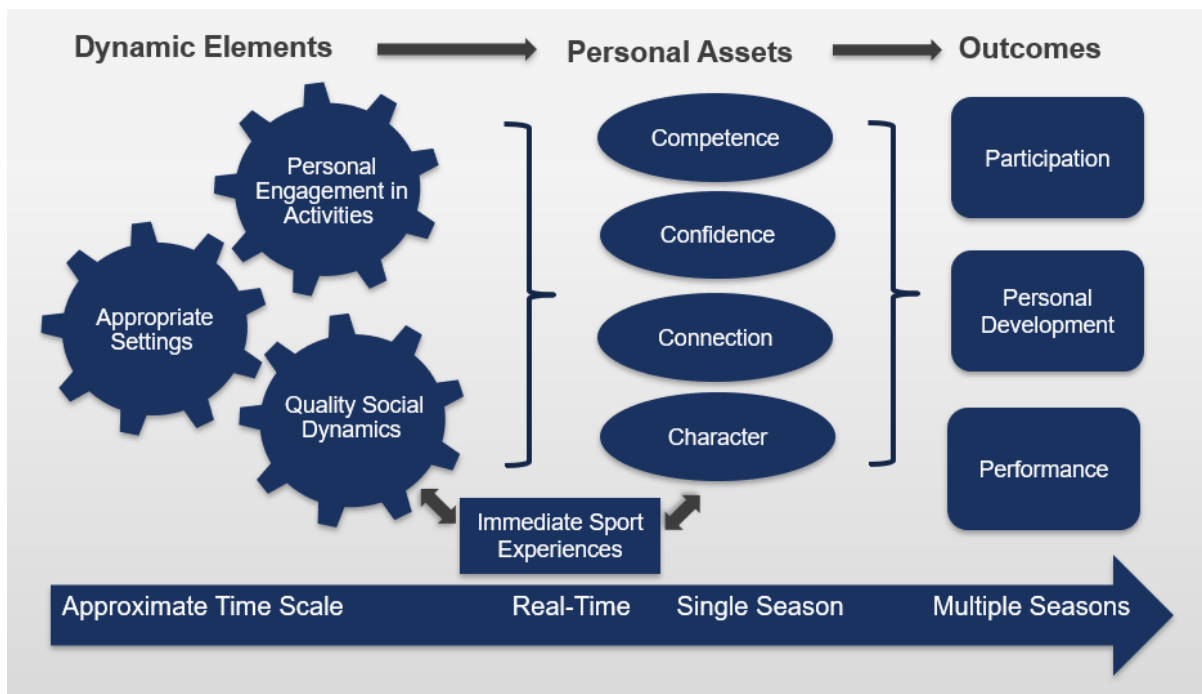 Dynamic Elements
Personal Assets
Outcomes
Personal
Engagement in
Activities
Appropriate
Settings
Quality Social
Dynamics
Competence
Confidence
Connection
Character
Participation
Personal
Development
Performance
Immediate Sport
Experiences
Approximate Time Scale
Real-Time
Single Season
Multiple Seasons